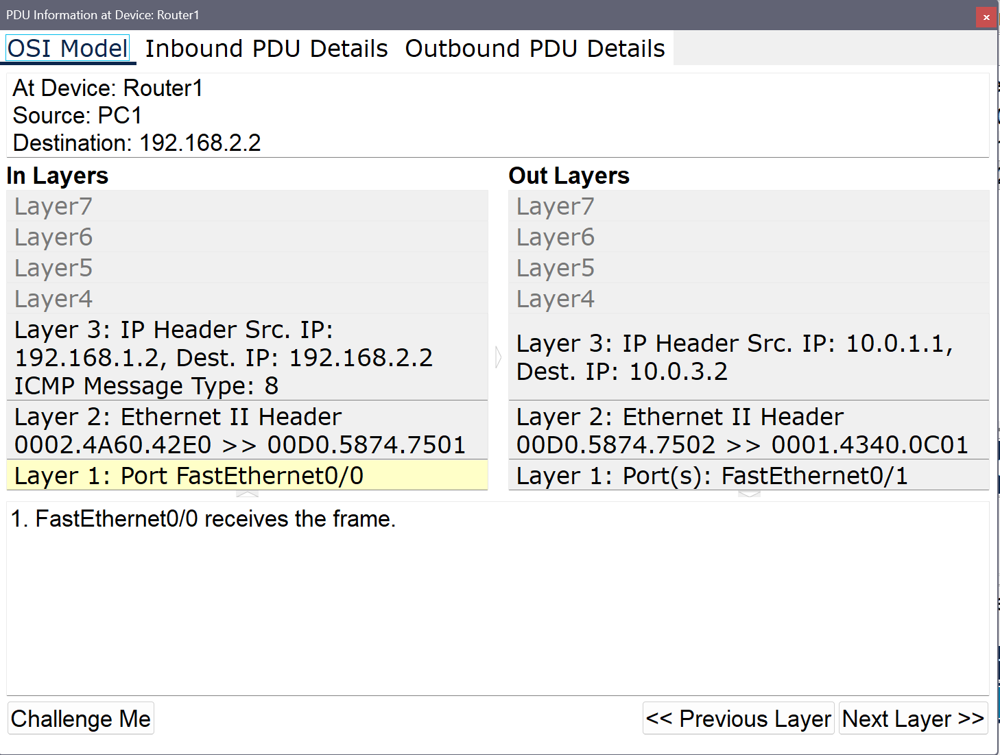 PDU Information at Device: Router1
×
OSI Model Inbound PDU Details Outbound PDU Details
At Device: Router1
Source: PC1
Destination: 192.168.2.2
In Layers
Layer7
Layer6
Layer5
Layer4
Layer 3: IP Header Src. IP:
192.168.1.2, Dest. IP: 192.168.2.2
ICMP Message Type: 8
Layer 2: Ethernet II Header
0002.4A60.42E0 >> 00D0.5874.7501
Layer 1: Port FastEthernet0/0
Out Layers
Layer7
Layer6
Layer5
Layer4
Layer 3: IP Header Src. IP: 10.0.1.1,
Dest. IP: 10.0.3.2
Layer 2: Ethernet II Header
00D0.5874.7502 >> 0001.4340.0C01
Layer 1: Port(s): FastEthernet0/1
1. FastEthernet0/0 receives the frame.
Challenge Me
<< Previous Layer
Next Layer >>